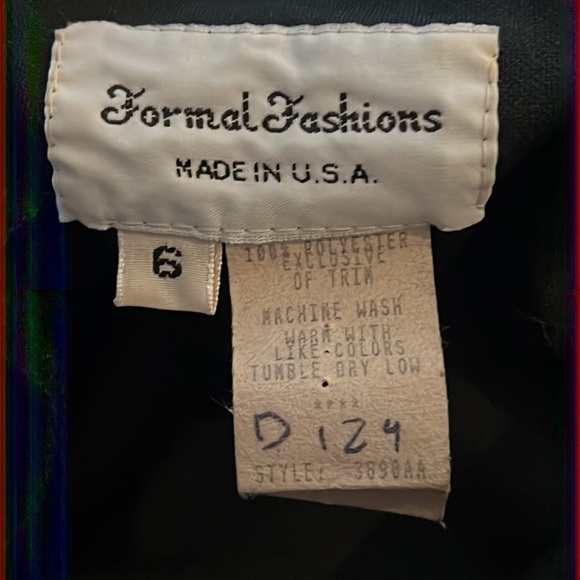 Formal Fashions
MADE IN U.S.A.
6
100% POLYESTER
EXCLUSIVE
OF TRIM
MACHINE WASH
WARM WITH
LIKE COLORS
TUMBLE DRY LOW
****
D 124
STYLE: 3890AA